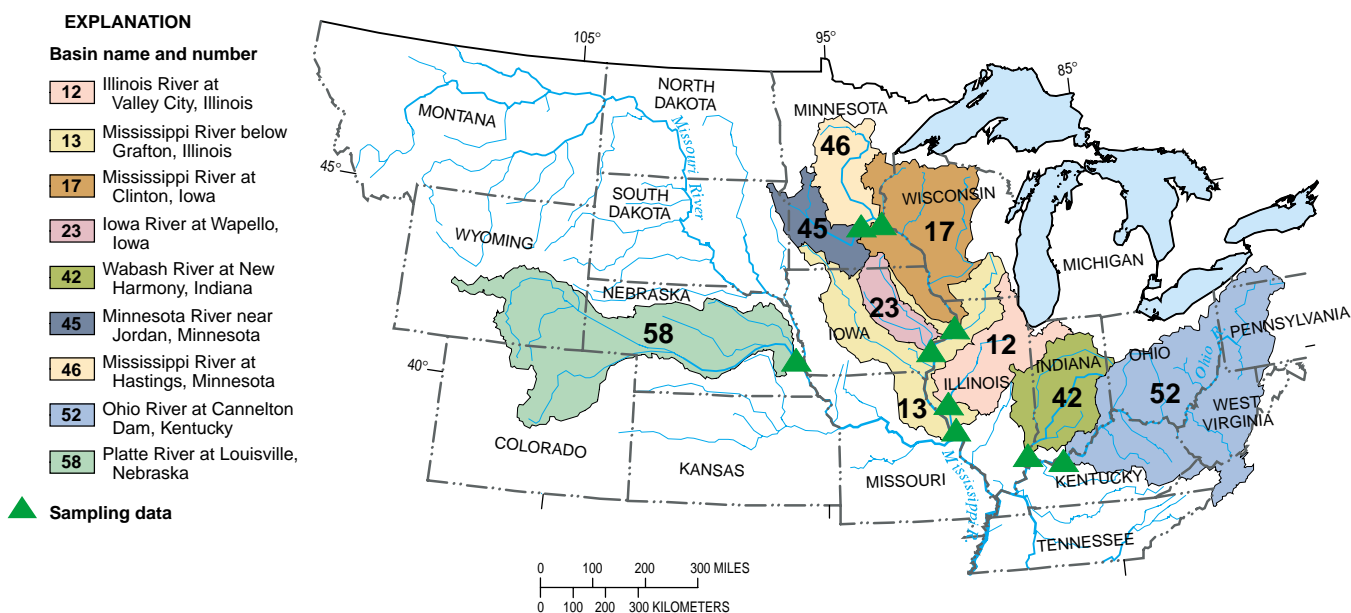 EXPLANATION
Basin name and number
12 Illinois River at
Valley City, Illinois
13 Mississippi River below
Grafton, Illinois
17 Mississippi River at
Clinton, Iowa
23 Iowa River at Wapello,
Iowa
42 Wabash River at New
Harmony, Indiana
45 Minnesota River near
Jordan, Minnesota
46 Mississippi River at
Hastings, Minnesota
52 Ohio River at Cannelton
Dam, Kentucky
58 Platte River at Louisville,
Nebraska
Sampling data
105°
95°
85°
45°
40°
MONTANA
NORTH
DAKOTA
MINNESOTA
Missouri River
SOUTH
DAKOTA
WYOMING
WISCONSIN
MICHIGAN
NEBRASKA
IOWA
ILLINOIS
INDIANA
OHIO
Ohio R.
PENNSYLVANIA
WEST
VIRGINIA
COLORADO
KANSAS
MISSOURI
KENTUCKY
TENNESSEE
Mississippi R.
46
45
17
23
58
12
13
42
52
0 100 200 300 MILES
0 100 200 300 KILOMETERS